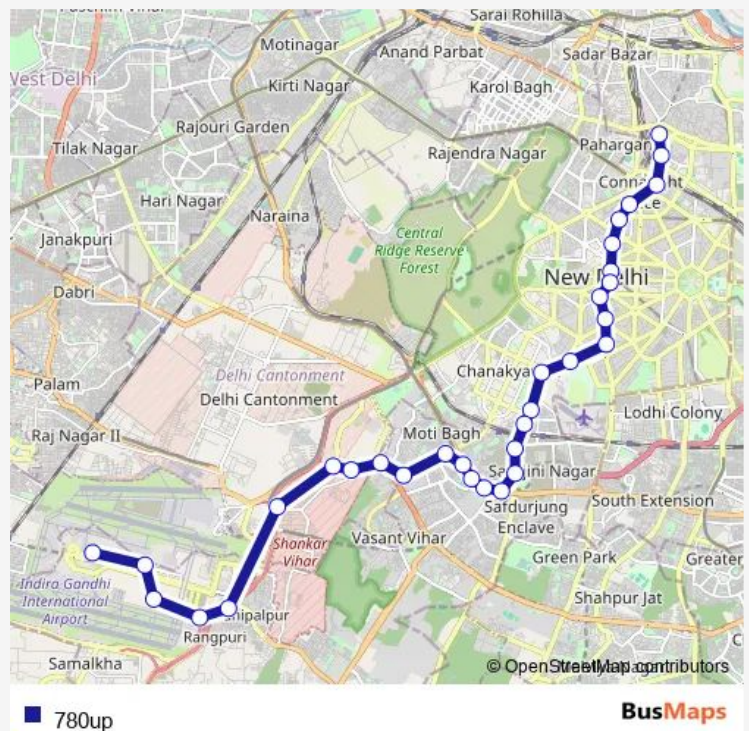 Sarai Rohilla
Motinagar
Anand Parbat
Sadar Bazar
West Delhi
Kirti Nagar
Karol Bagh
Rajouri Garden
Tilak Nagar
Rajendra Nagar
Pahargan
Hari Nagar
Connaught
Naraina
Janakpuri
Central
Ridge Reserve
Forest
New Delhi
Dabri
Delhi Cantonment
Chanakya
Palam
Delhi Cantonment
Lodhi Colony
Raj Nagar II
Moti Bagh
Sarojini Nagar
South Extension
Safdurjung
Enclave
Shankar
Vihar
Vasant Vihar
Green Park
Greater
Indira Gandhi
International
Airport
Shahpur Jat
Rangpuri
Samalkha
© OpenStreetMap contributors
780up
BusMaps